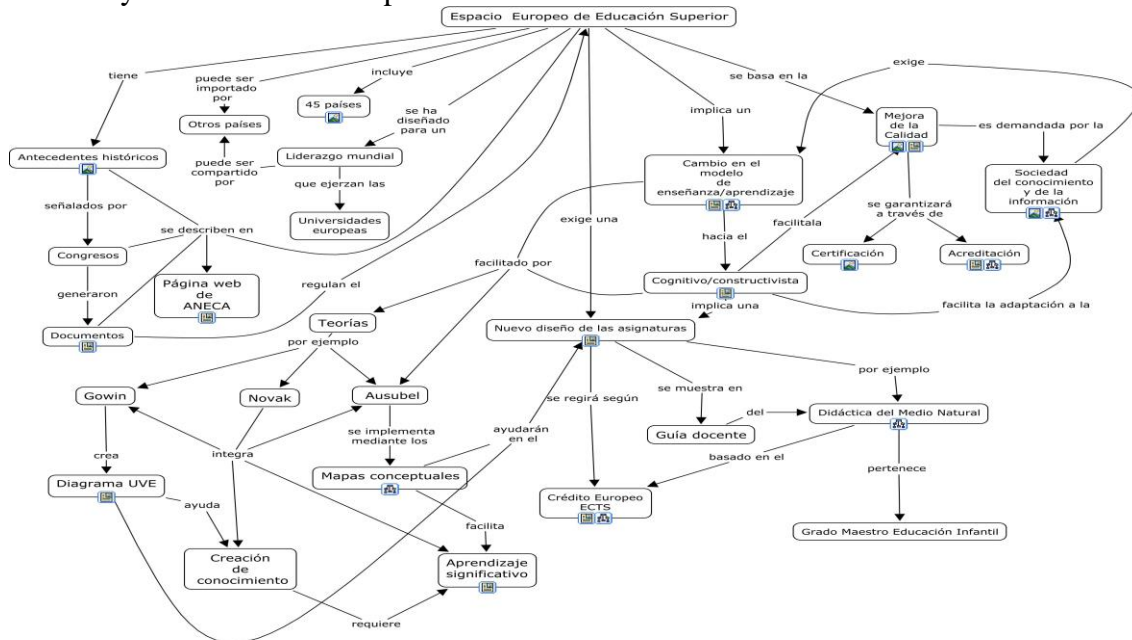 Espacio Europeo de Educación Superior
tiene
puede ser
importado
por
incluye
45 países
se ha
diseñado
para un
implica un
se basa en la
exige
Otros países
Mejora
de la
Calidad
es demandada por la
Antecedentes históricos
puede ser
compartido
por
Liderazgo mundial
que ejerzan las
Universidades
europeas
Cambio en el
modelo
de
enseñanza/aprendizaje
Sociedad
del conocimiento
y de la
información
señalados por
se describen en
exige una
se garantizará
a través de
facilitala
hacia el
Congresos
Certificación
Acreditación
facilitado por
Página web
de
ANECA
regulan el
Cognitivo/constructivista
generaron
implica una
facilita la adaptación a la
Documentos
Teorías
Nuevo diseño de las asignaturas
por ejemplo
por ejemplo
Gowin
Novak
Ausubel
se muestra en
se regirá según
Didáctica del Medio Natural
del
Guía docente
se implementa
mediante los
ayudarán
en el
crea
integra
basado en el
pertenece
Mapas conceptuales
Diagrama UVE
Crédito Europeo
ECTS
ayuda
facilita
Grado Maestro Educación Infantil
Creación
de
conocimiento
Aprendizaje
significativo
requiere